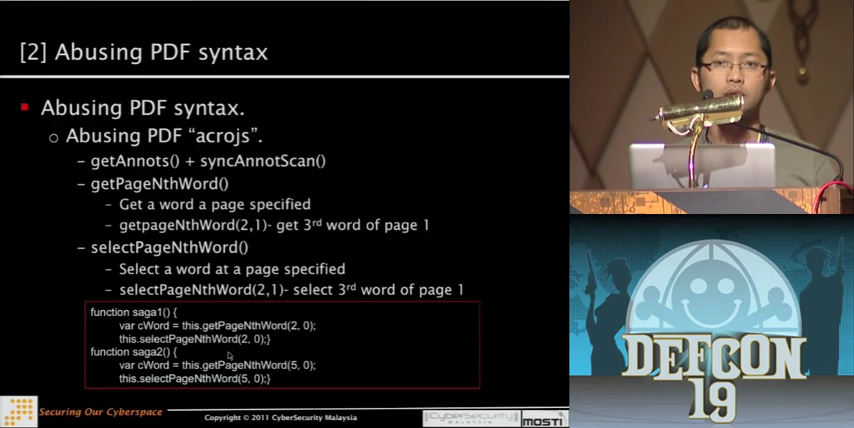 [2] Abusing PDF syntax
Abusing PDF syntax.
Abusing PDF “acrojs”.
– getAnnots() + syncAnnotScan()
– getPageNthWord()
– Get a word a page specified
– getpageNthWord(2,1)- get 3rd word of page 1
– selectPageNthWord()
– Select a word at a page specified
– selectPageNthWord(2,1)- select 3rd word of page 1
function saga1() {
var cWord = this.getPageNthWord(2, 0);
this.selectPageNthWord(2, 0);}
function saga2() {
var cWord = this.getPageNthWord(5, 0);
this.selectPageNthWord(5, 0);}
Securing Our Cyberspace
Copyright © 2011 CyberSecurity Malaysia
CyberSecurity
MALAYSIA
MOSTI
DEFCON
19